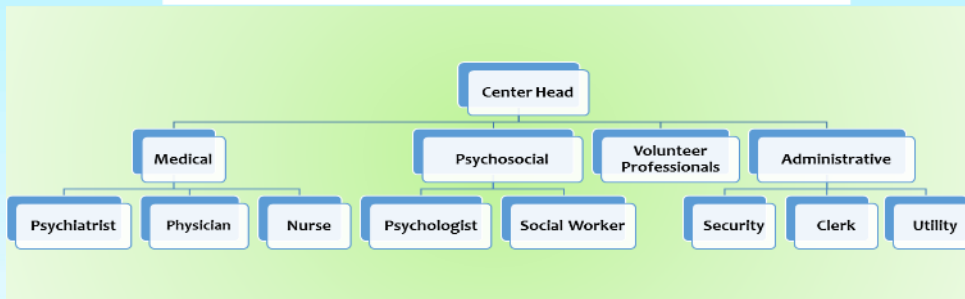 Center Head
Medical
Psychosocial
Volunteer
Professionals
Administrative
Psychiatrist
Physician
Nurse
Psychologist
Social Worker
Security
Clerk
Utility